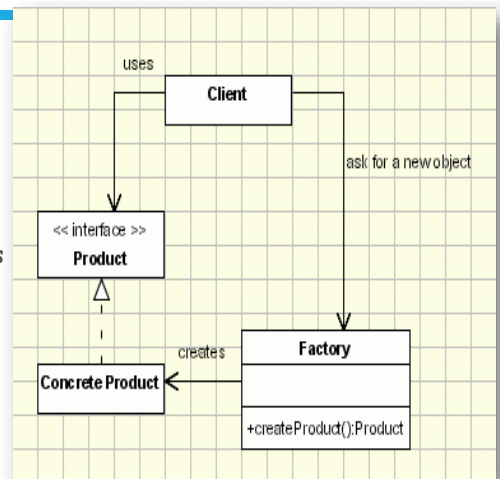 uses
Client
ask for a new object
<< interface >>
Product
s
creates
Factory
Concrete Product
+createProduct():Product